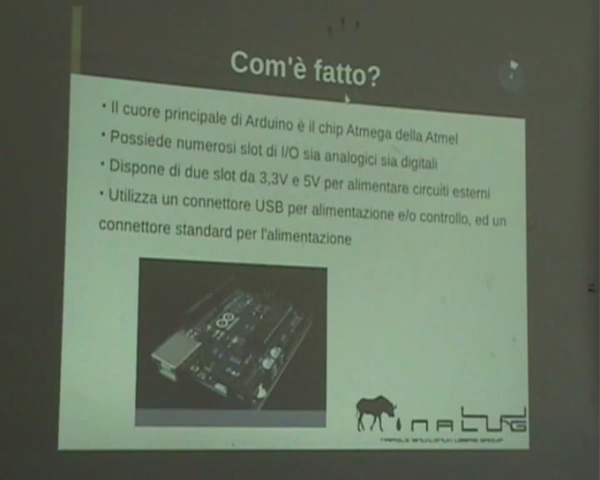 Com'è fatto?
• Il cuore principale di Arduino è il chip Atmega della Atmel
• Possiede numerosi slot di I/O sia analogici sia digitali
• Dispone di due slot da 3,3V e 5V per alimentare circuiti esterni
• Utilizza un connettore USB per alimentazione e/o controllo, ed un
connettore standard per l'alimentazione
NALUG